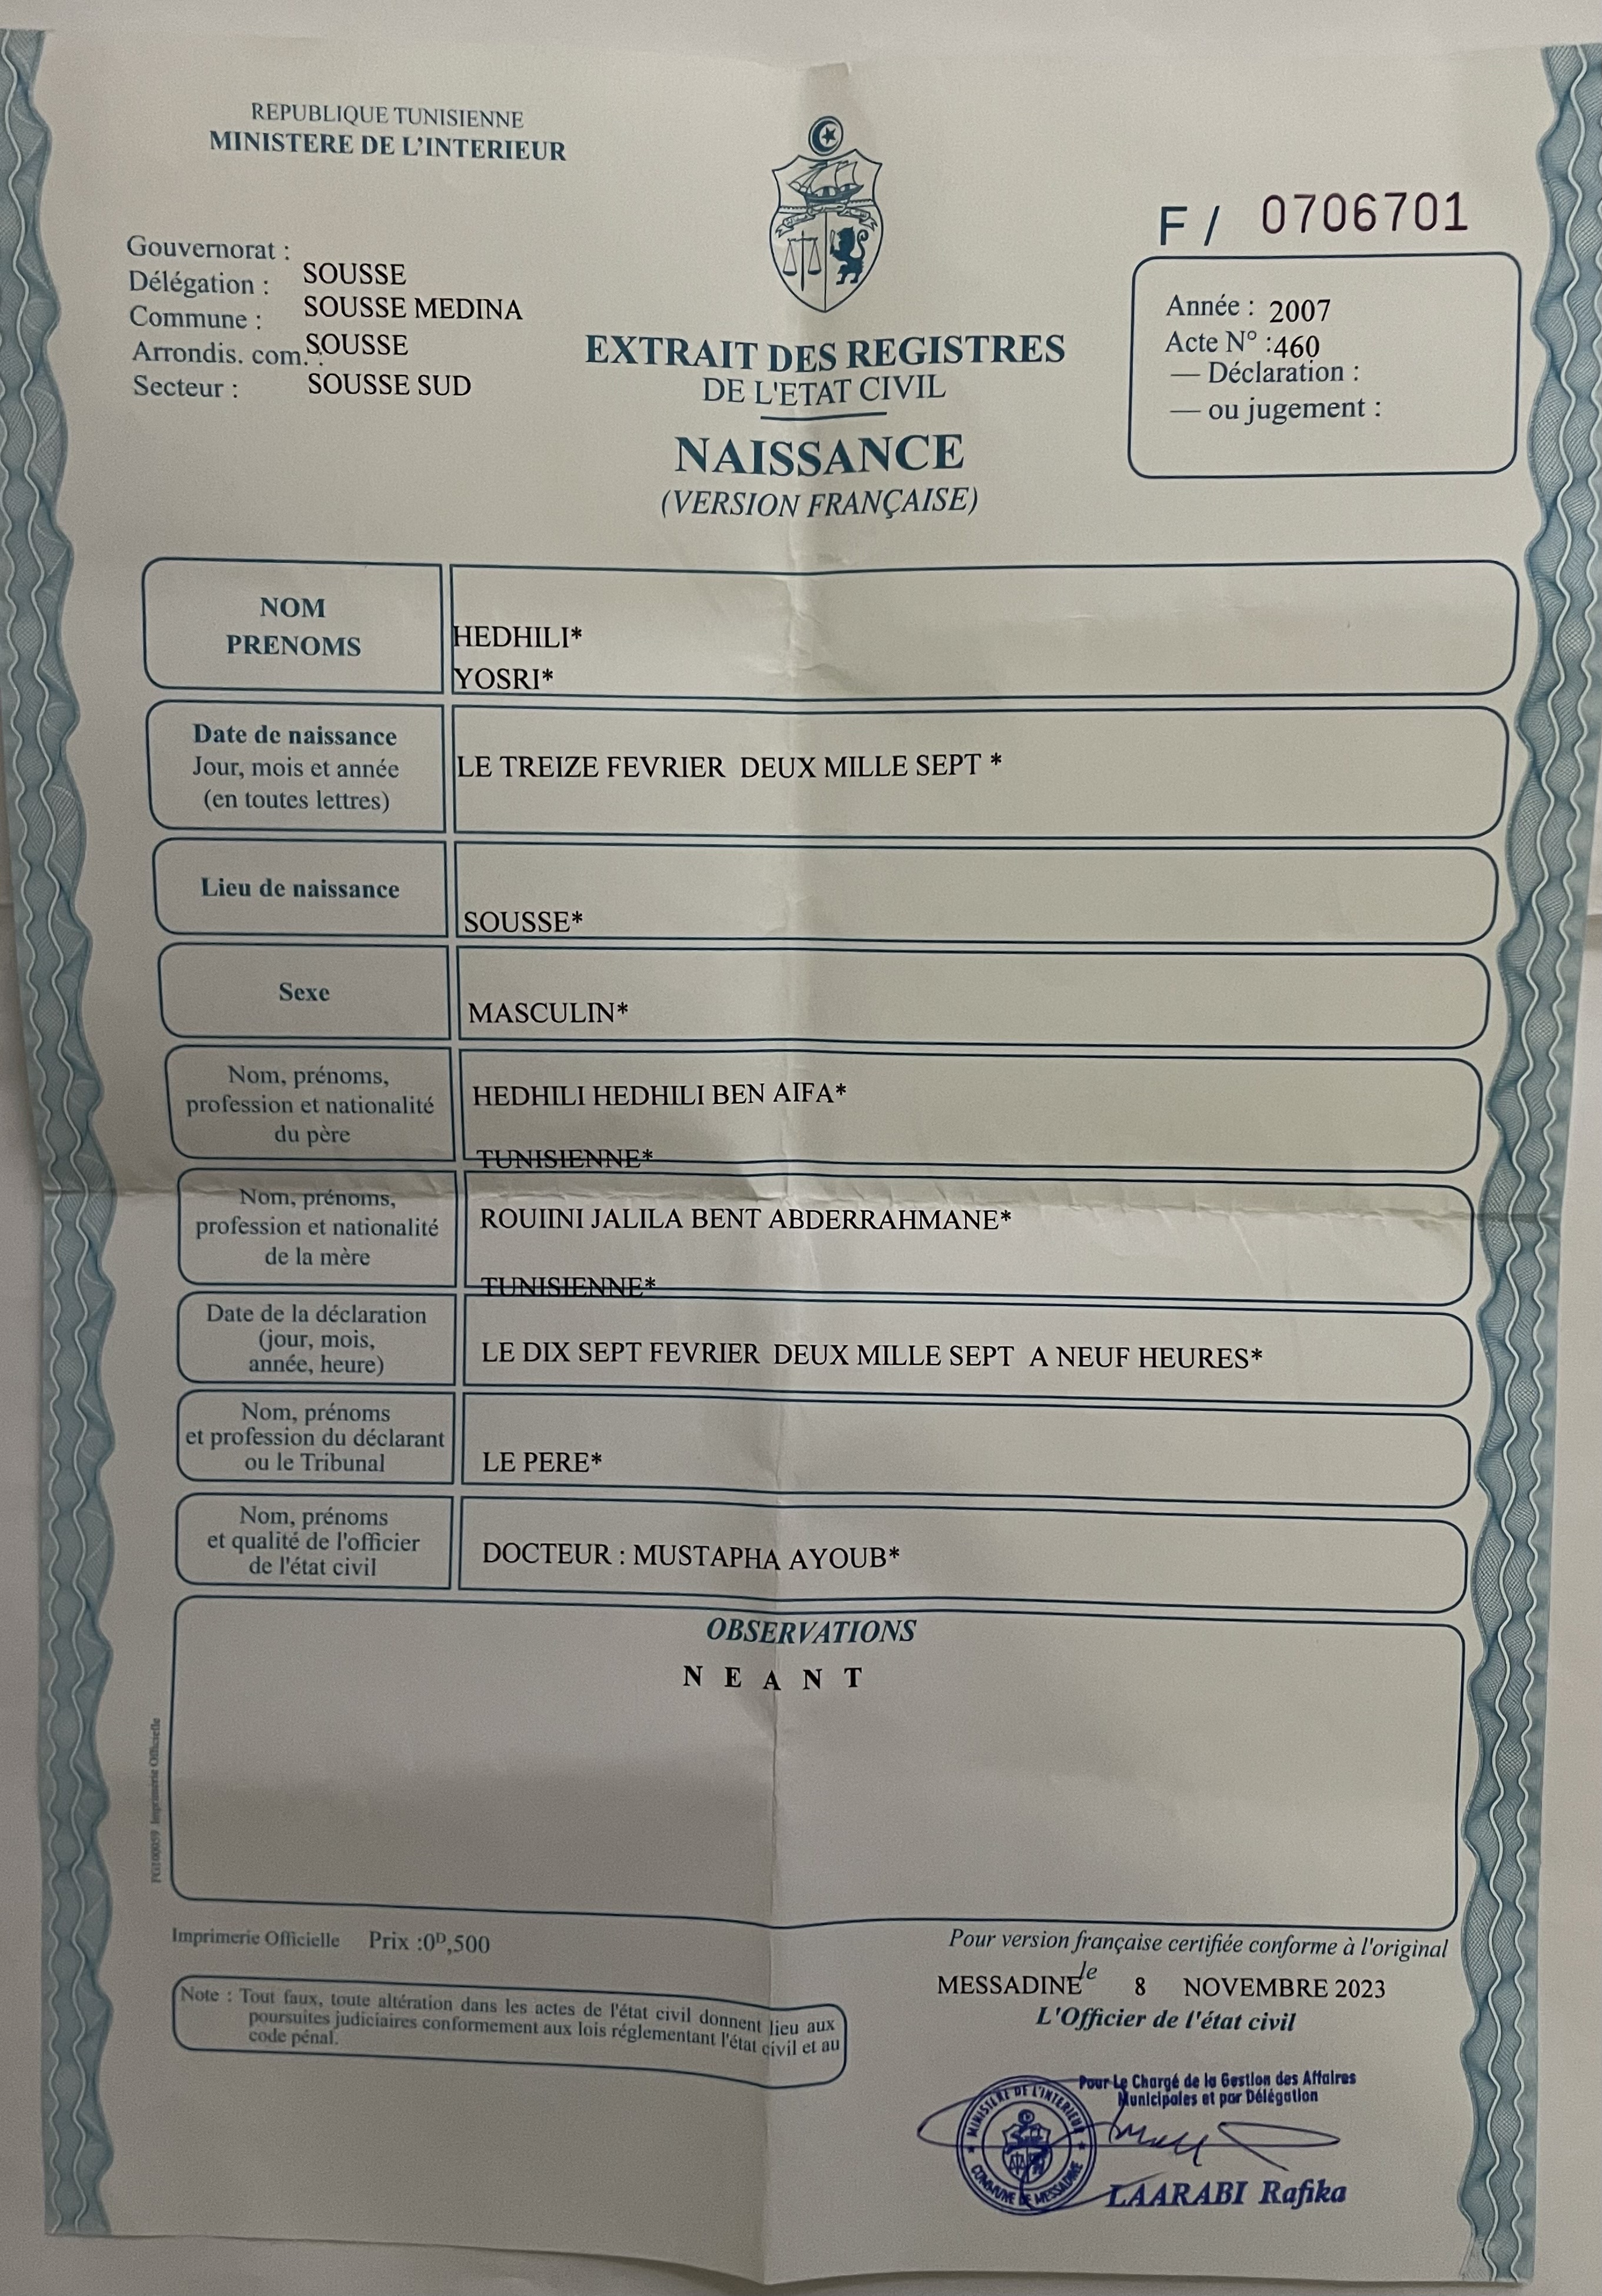 REPUBLIQUE TUNISIENNE
MINISTERE DE L'INTERIEUR
F / 0706701
Gouvernorat :
SOUSSE
Délégation :
SOUSSE MEDINA
Commune :
SOUSSE
Arrondis. com. :
SOUSSE SUD
Secteur :
Année : 2007
Acte N° :460
— Déclaration :
— ou jugement :
EXTRAIT DES REGISTRES
DE L'ETAT CIVIL
NAISSANCE
(VERSION FRANÇAISE)
NOM
PRENOMS
HEDHILI*
YOSRI*
Date de naissance
Jour, mois et année
(en toutes lettres)
LE TREIZE FEVRIER DEUX MILLE SEPT *
Lieu de naissance
SOUSSE*
Sexe
MASCULIN*
Nom, prénoms,
profession et nationalité
du père
HEDHILI HEDHILI BEN AIFA*
TUNISIENNE*
Nom, prénoms,
profession et nationalité
de la mère
ROUIINI JALILA BENT ABDERRAHMANE*
TUNISIENNE*
Date de la déclaration
(jour, mois,
année, heure)
LE DIX SEPT FEVRIER DEUX MILLE SEPT A NEUF HEURES*
Nom, prénoms
et profession du déclarant
ou le Tribunal
LE PERE*
Nom, prénoms
et qualité de l'officier
de l'état civil
DOCTEUR : MUSTAPHA AYOUB*
OBSERVATIONS
N E A N T
Imprimerie Officielle
Imprimerie Officielle Prix :0D,500
Note : Tout faux, toute altération dans les actes de l'état civil donnent lieu aux
poursuites judiciaires conformement aux lois réglementant l'état civil et au
code pénal.
Pour version française certifiée conforme à l'original
MESSADINE le 8 NOVEMBRE 2023
L'Officier de l'état civil
Pour Le Chargé de la Gestion des Affaires
Municipales et par Délégation
MINISTERE DE L'INTERIEUR
COMMUNE DE MESSADINE
LAARABI Rafika